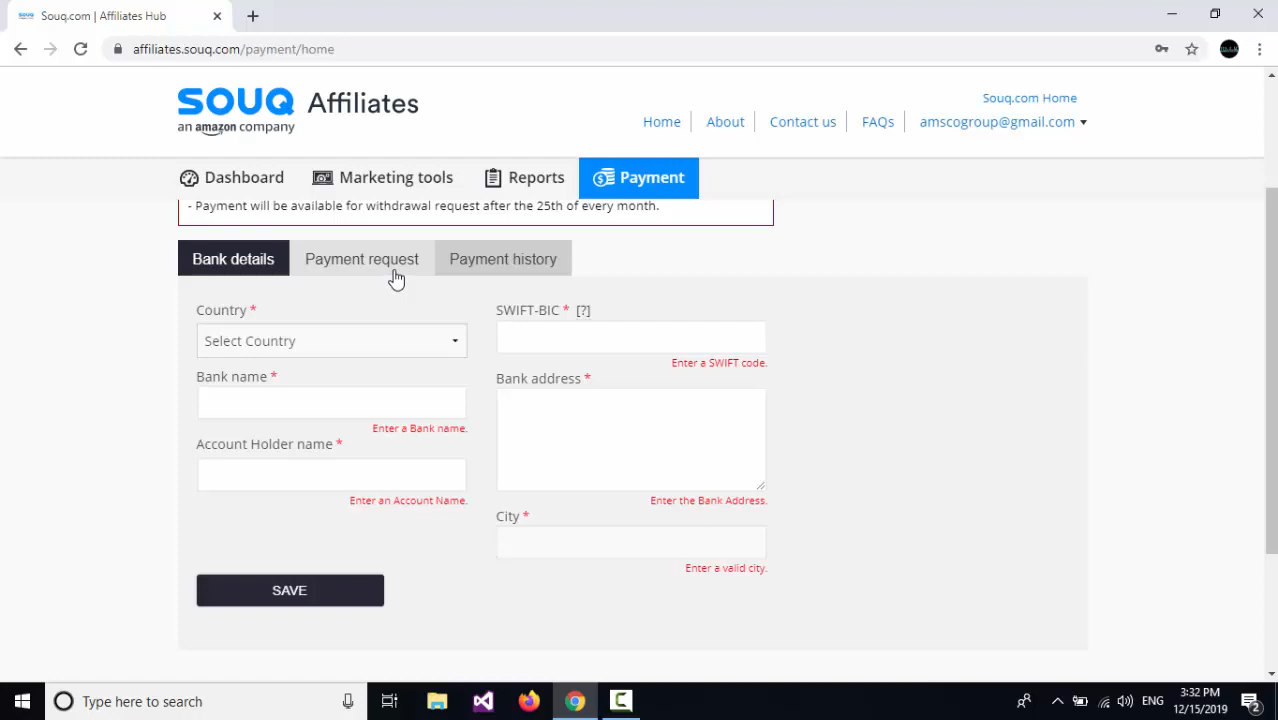 Souq.com | Affiliates Hub
affiliates.souq.com/payment/home
SOUQ Affiliates
an amazon company
Souq.com Home
Home
About
Contact us
FAQs
amscogroup@gmail.com
Dashboard
Marketing tools
Reports
Payment
- Payment will be available for withdrawal request after the 25th of every month.
Bank details
Payment request
Payment history
Country *
Select Country
Bank name *
Enter a Bank name.
Account Holder name *
Enter an Account Name.
SWIFT-BIC * [?]
Enter a SWIFT code.
Bank address *
Enter the Bank Address.
City *
Enter a valid city.
SAVE
Type here to search
ENG
3:32 PM
12/15/2019
2